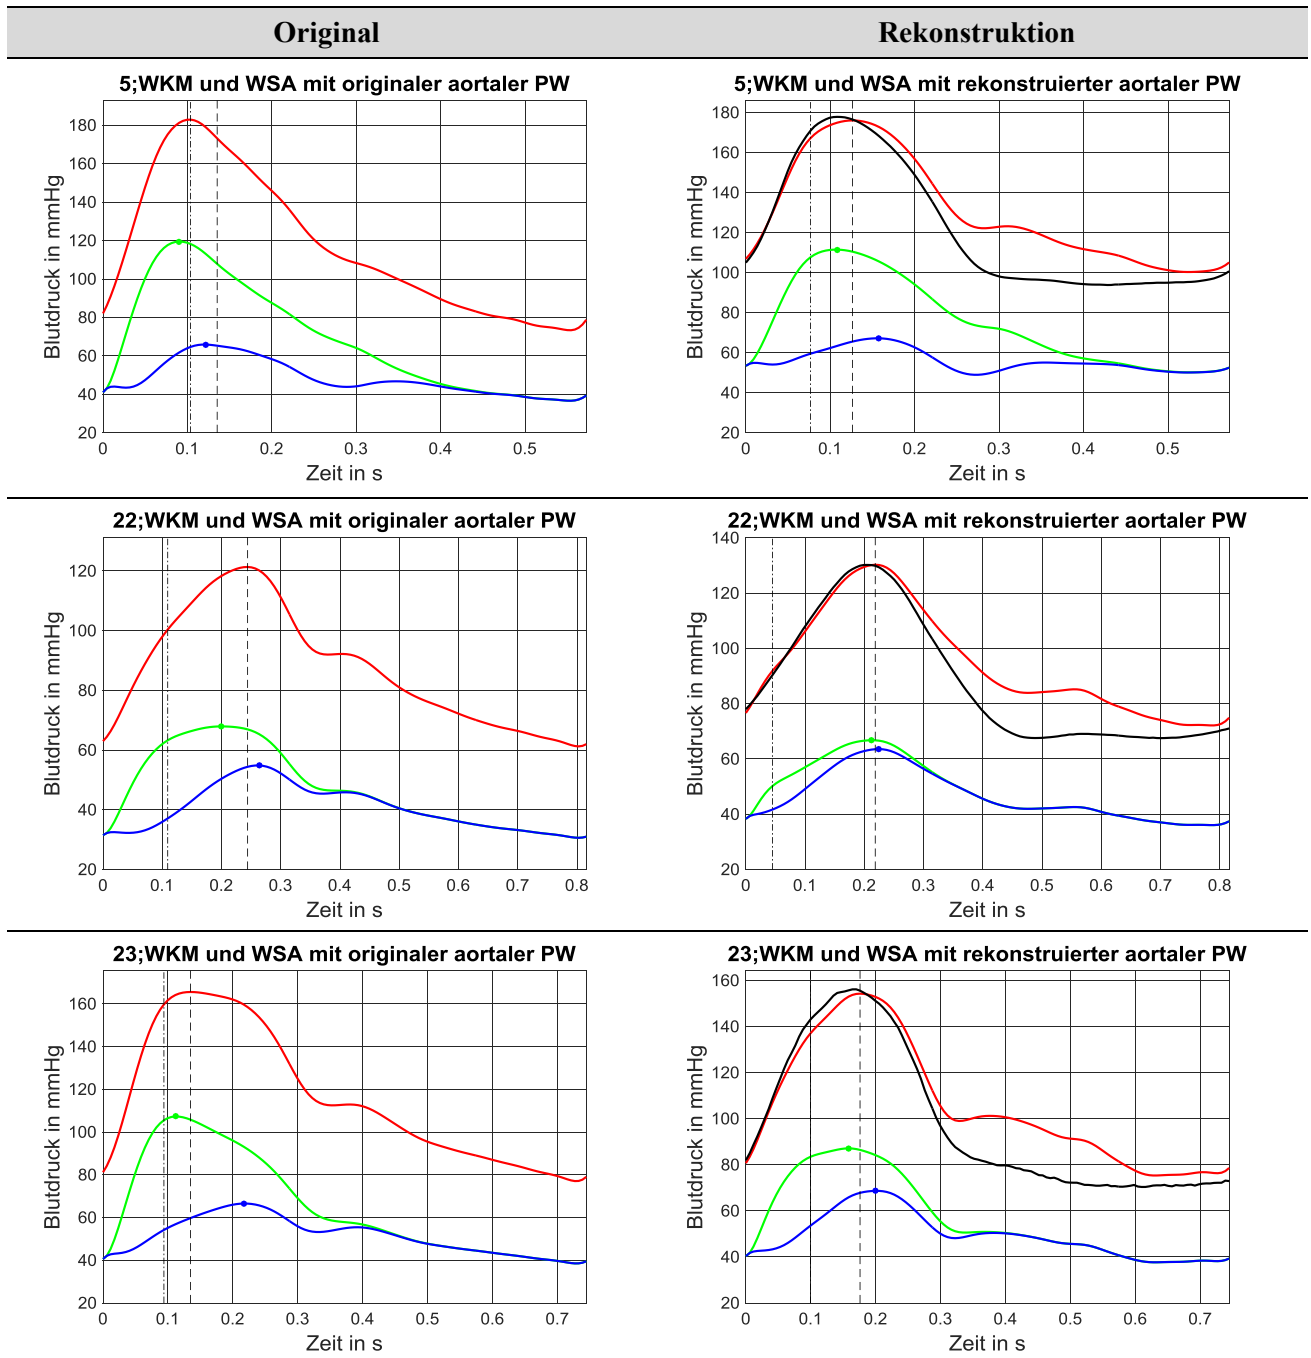 Original
Rekonstruktion
5;WKM und WSA mit originaler aortaler PW
Blutdruck in mmHg
180
160
140
120
100
80
60
40
20
0 0.1 0.2 0.3 0.4 0.5
Zeit in s
5;WKM und WSA mit rekonstruierter aortaler PW
Blutdruck in mmHg
180
160
140
120
100
80
60
40
20
0 0.1 0.2 0.3 0.4 0.5
Zeit in s
22;WKM und WSA mit originaler aortaler PW
Blutdruck in mmHg
120
100
80
60
40
20
0 0.1 0.2 0.3 0.4 0.5 0.6 0.7 0.8
Zeit in s
22;WKM und WSA mit rekonstruierter aortaler PW
Blutdruck in mmHg
140
120
100
80
60
40
20
0 0.1 0.2 0.3 0.4 0.5 0.6 0.7 0.8
Zeit in s
23;WKM und WSA mit originaler aortaler PW
Blutdruck in mmHg
160
140
120
100
80
60
40
20
0 0.1 0.2 0.3 0.4 0.5 0.6 0.7
Zeit in s
23;WKM und WSA mit rekonstruierter aortaler PW
Blutdruck in mmHg
160
140
120
100
80
60
40
20
0 0.1 0.2 0.3 0.4 0.5 0.6 0.7
Zeit in s